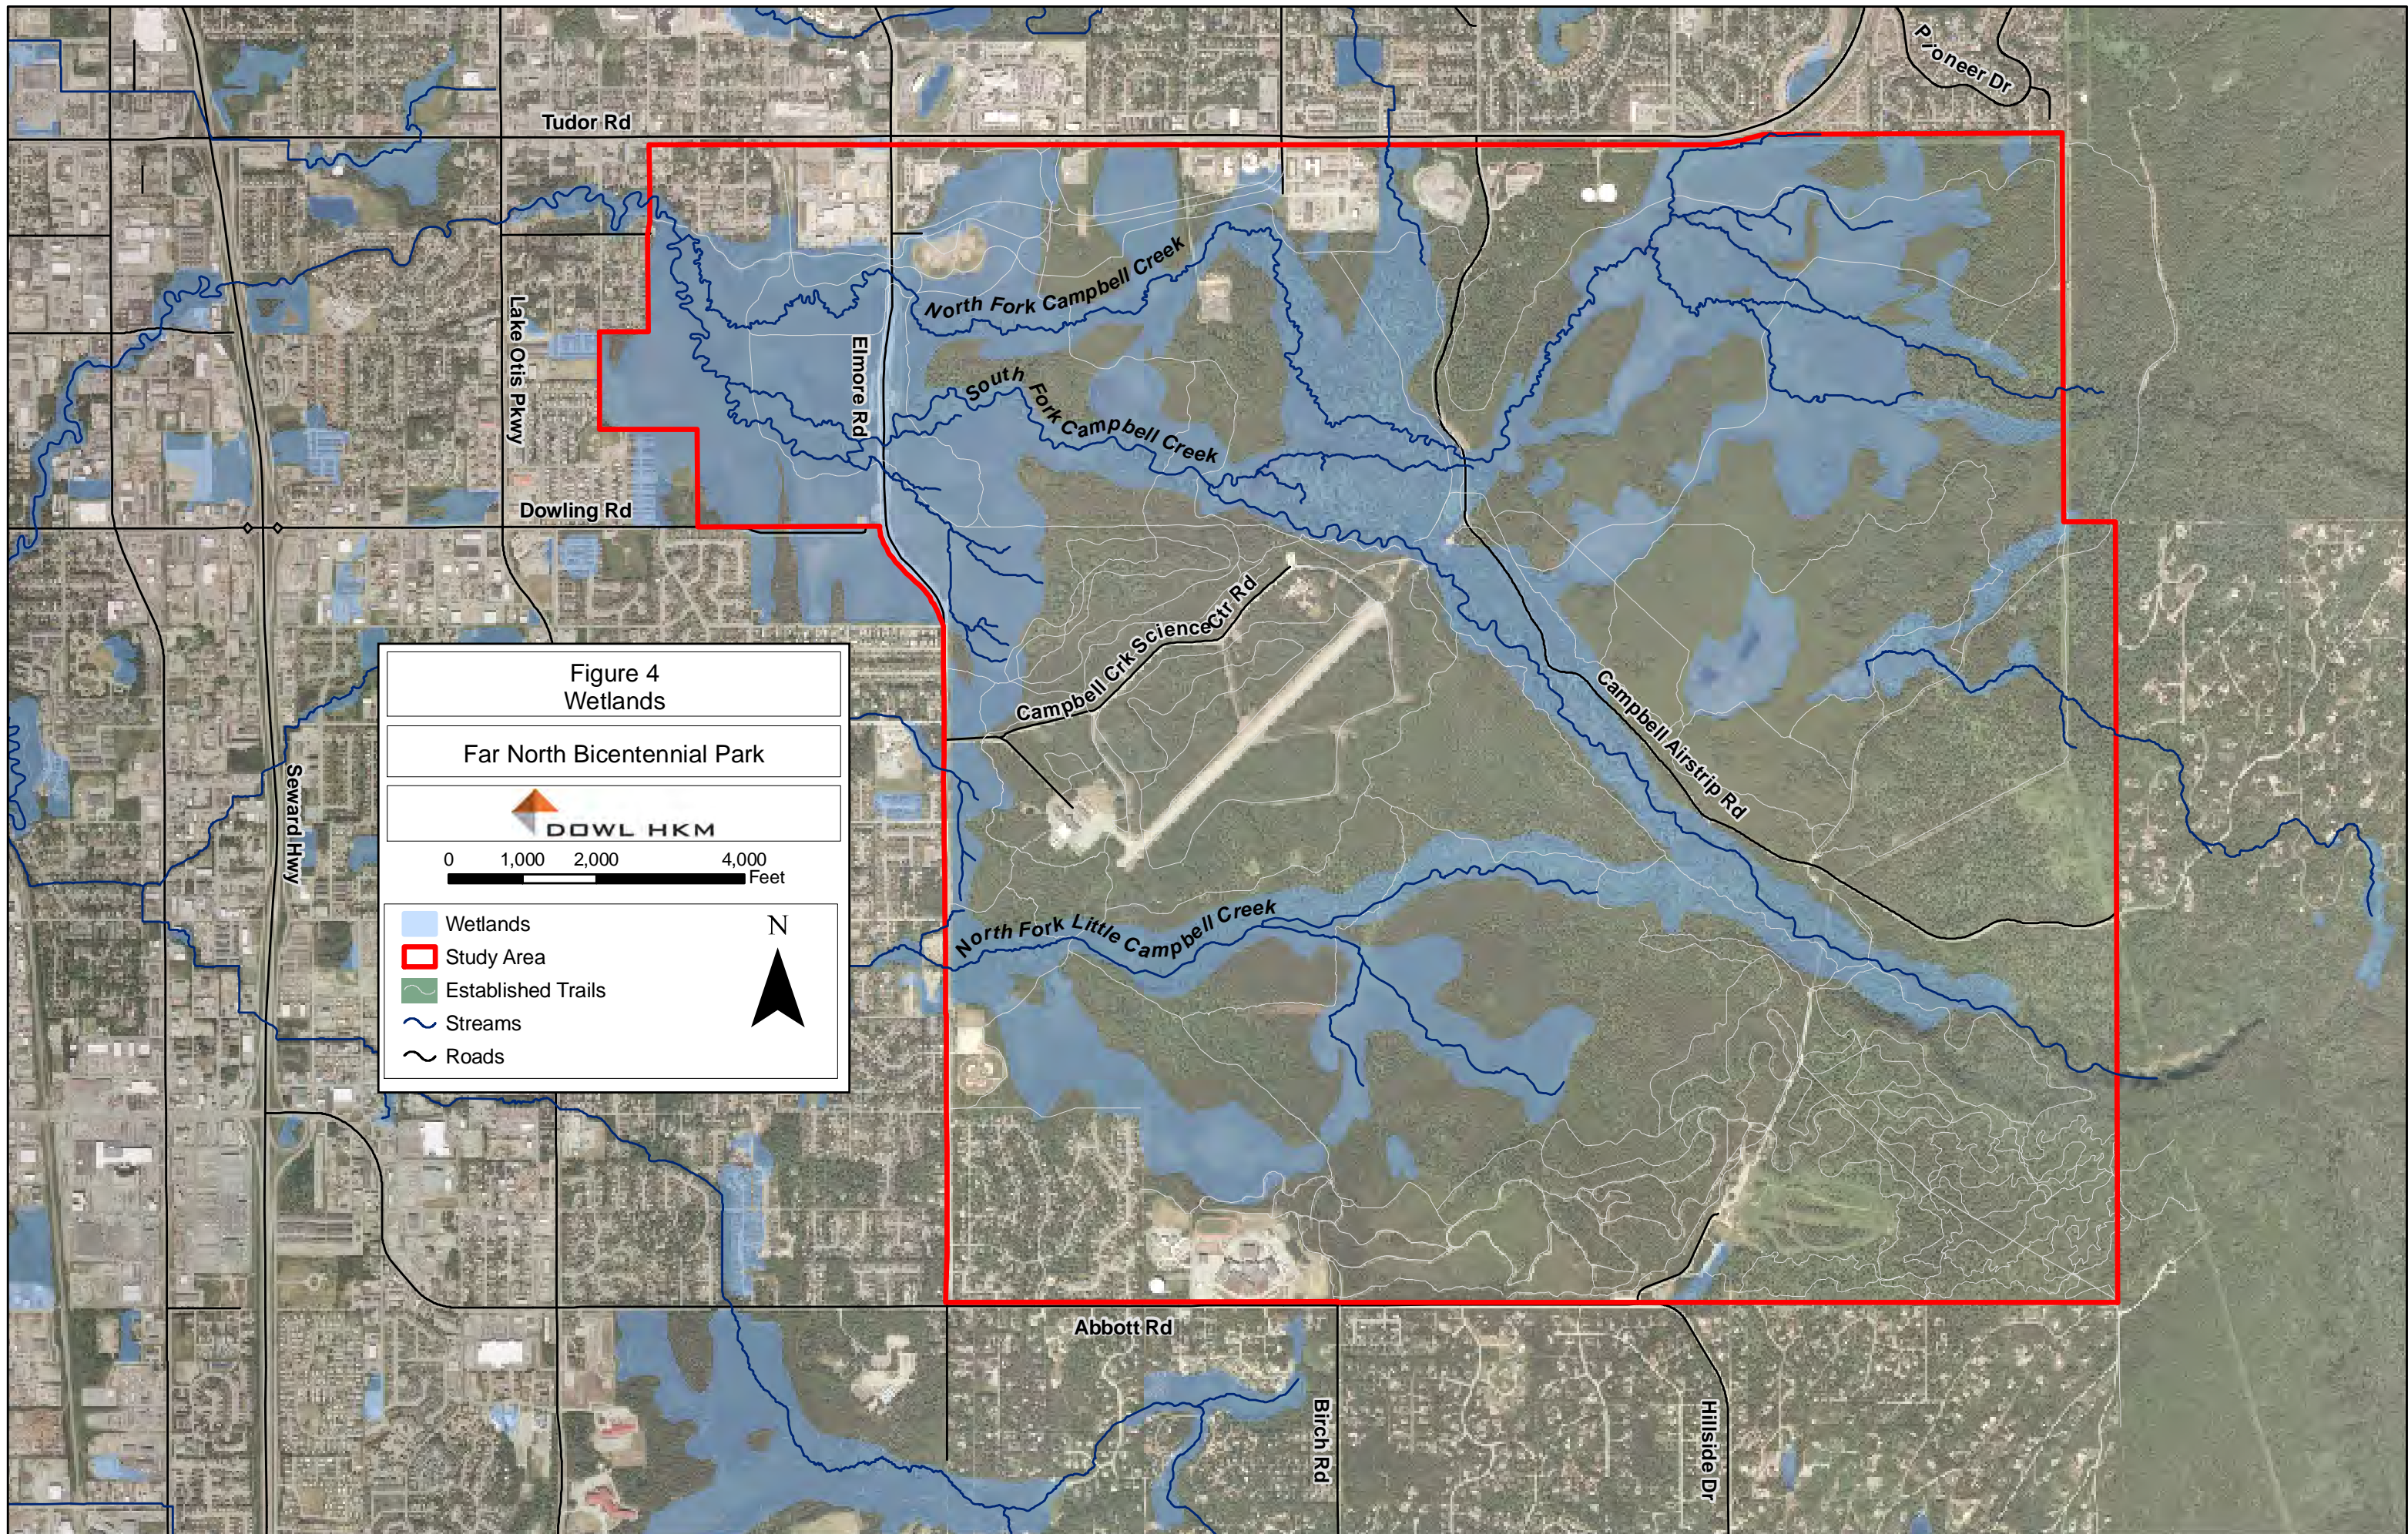 Pioneer Dr
Tudor Rd
North Fork Campbell Creek
Lake Otis Pkwy
Elmore Rd
South Fork Campbell Creek
Dowling Rd
Campbell Crk Science Ctr Rd
Campbell Airstrip Rd
Seward Hwy
North Fork Little Campbell Creek
Abbott Rd
Birch Rd
Hillside Dr
Figure 4
Wetlands
Far North Bicentennial Park
DOWL HKM
0 1,000 2,000 4,000
Feet
Wetlands
N
Study Area
Established Trails
Streams
Roads